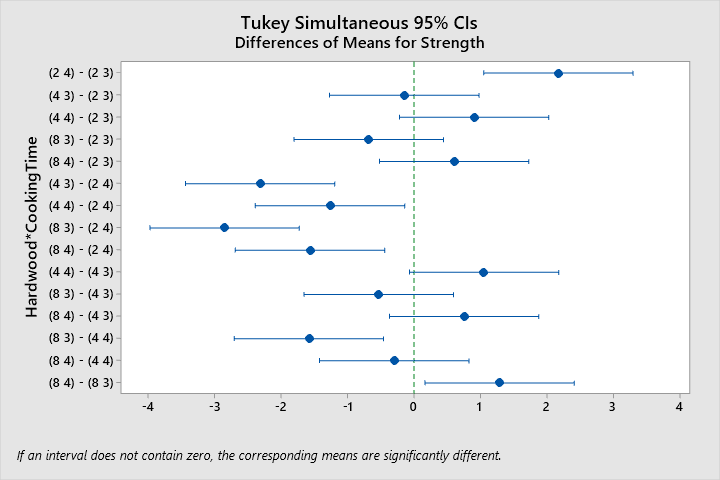 Tukey Simultaneous 95% CIs
Differences of Means for Strength
Hardwood*CookingTime
(2 4) - (2 3)
(4 3) - (2 3)
(4 4) - (2 3)
(8 3) - (2 3)
(8 4) - (2 3)
(4 3) - (2 4)
(4 4) - (2 4)
(8 3) - (2 4)
(8 4) - (2 4)
(4 4) - (4 3)
(8 3) - (4 3)
(8 4) - (4 3)
(8 3) - (4 4)
(8 4) - (4 4)
(8 4) - (8 3)
-4 -3 -2 -1 0 1 2 3 4
If an interval does not contain zero, the corresponding means are significantly different.